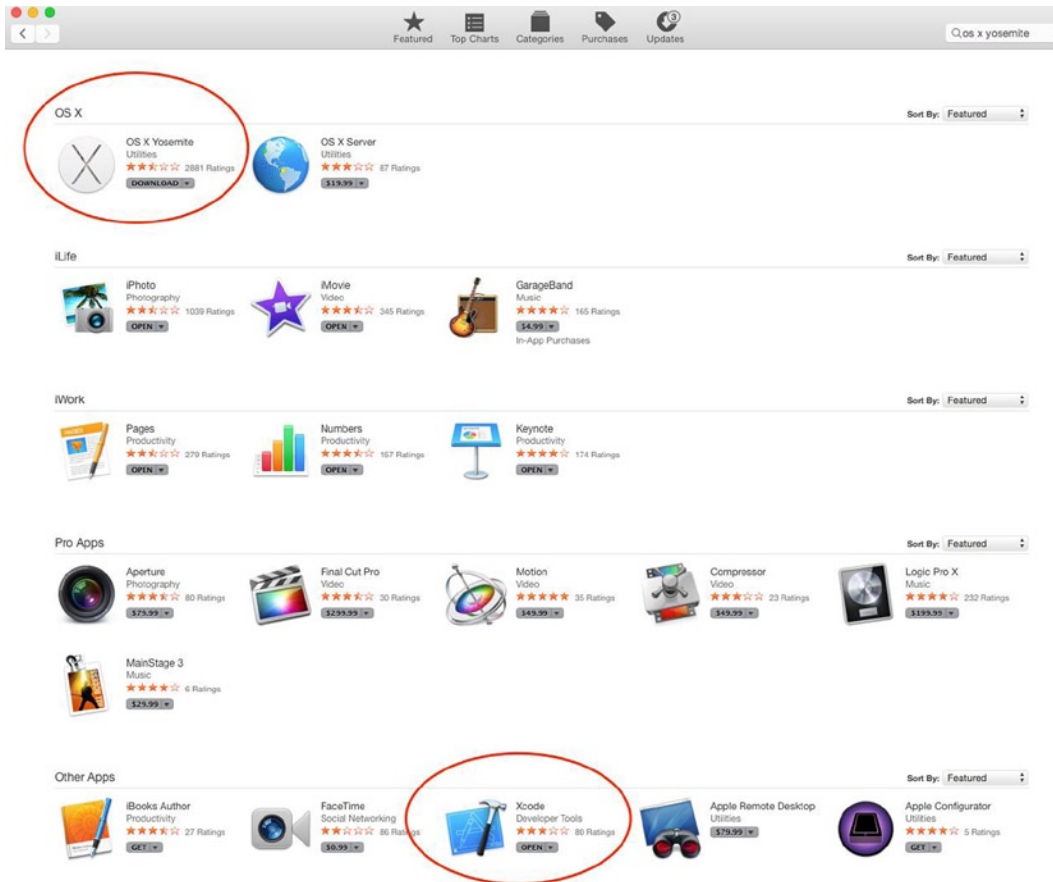 Featured
Top Charts
Categories
Purchases
3
Updates
os x yosemite
OS X
Sort By: Featured
OS X Yosemite
Utilities
2881 Ratings
DOWNLOAD
OS X Server
Utilities
87 Ratings
$19.99
iLife
Sort By: Featured
iPhoto
Photography
1039 Ratings
OPEN
iMovie
Video
345 Ratings
OPEN
GarageBand
Music
165 Ratings
$4.99
In-App Purchases
iWork
Sort By: Featured
PAGES
Pages
Productivity
279 Ratings
OPEN
Numbers
Productivity
167 Ratings
OPEN
Keynote
Productivity
174 Ratings
OPEN
Pro Apps
Sort By: Featured
Aperture
Photography
80 Ratings
$79.99
Final Cut Pro
Video
30 Ratings
$299.99
Motion
Video
35 Ratings
$49.99
Compressor
Video
23 Ratings
$49.99
Logic Pro X
Music
232 Ratings
$199.99
MainStage 3
Music
6 Ratings
$29.99
Other Apps
Sort By: Featured
iBooks Author
Productivity
27 Ratings
GET
FaceTime
Social Networking
86 Ratings
$0.99
Xcode
Developer Tools
80 Ratings
OPEN
Apple Remote Desktop
Utilities
$79.99
Apple Configurator
Utilities
5 Ratings
GET